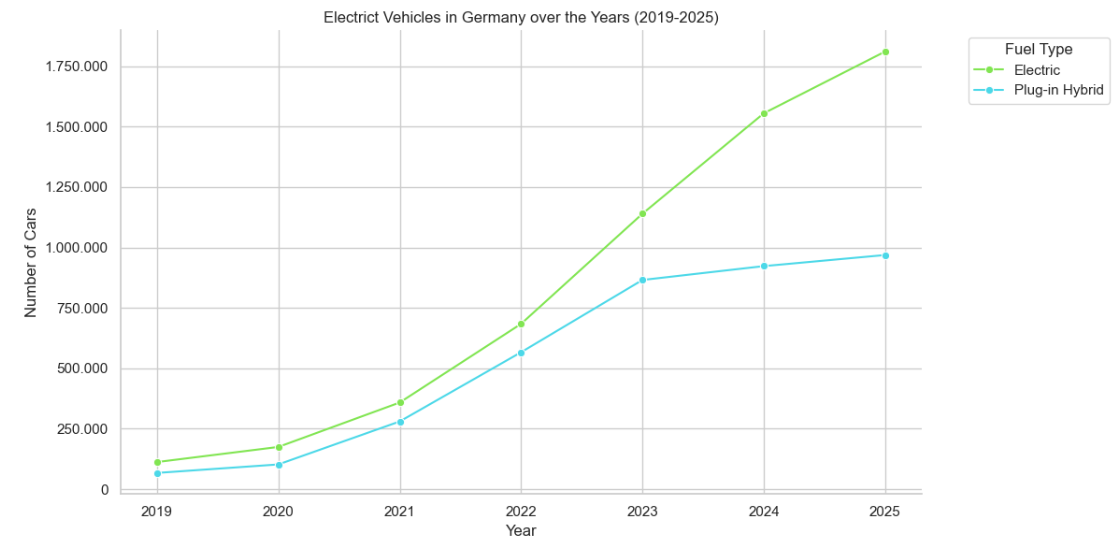 Electrict Vehicles in Germany over the Years (2019-2025)
Fuel Type
Electric
Plug-in Hybrid
Number of Cars
1.750.000
1.500.000
1.250.000
1.000.000
750.000
500.000
250.000
0
2019 2020 2021 2022 2023 2024 2025
Year